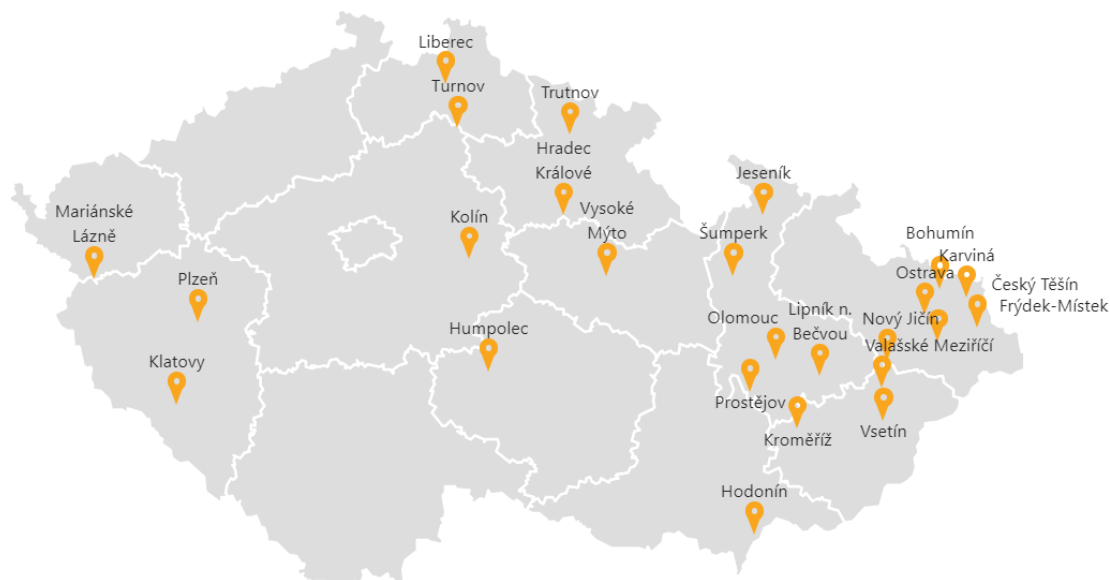 Liberec
Turnov
Trutnov
Hradec
Králové
Jeseník
Mariánské
Lázně
Kolín
Vysoké
Mýto
Šumperk
Bohumín
Karviná
Ostrava
Český Těšín
Frýdek-Místek
Plzeň
Olomouc
Lipník n.
Bečvou
Nový Jičín
Valašské Meziříčí
Humpolec
Klatovy
Prostějov
Kroměříž
Vsetín
Hodonín